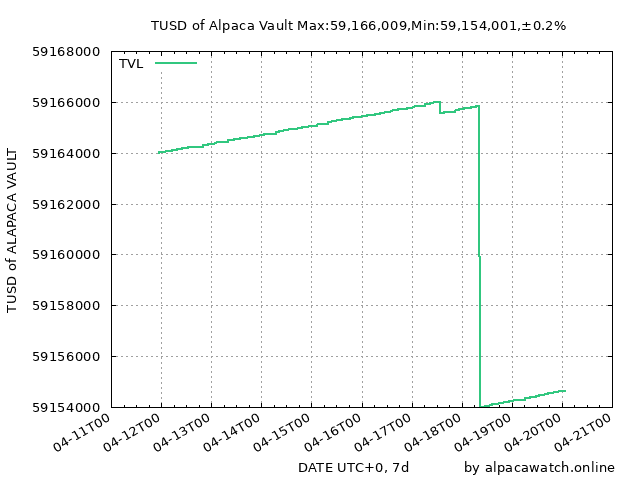 TUSD of Alpaca Vault Max:59,166,009,Min:59,154,001,±0.2%
TVL
59168000
59166000
59164000
59162000
59160000
59158000
59156000
59154000
TUSD of ALAPACA VAULT
04-11T00
04-12T00
04-13T00
04-14T00
04-15T00
04-16T00
04-17T00
04-18T00
04-19T00
04-20T00
04-21T00
DATE UTC+0, 7d
by alpacawatch.online